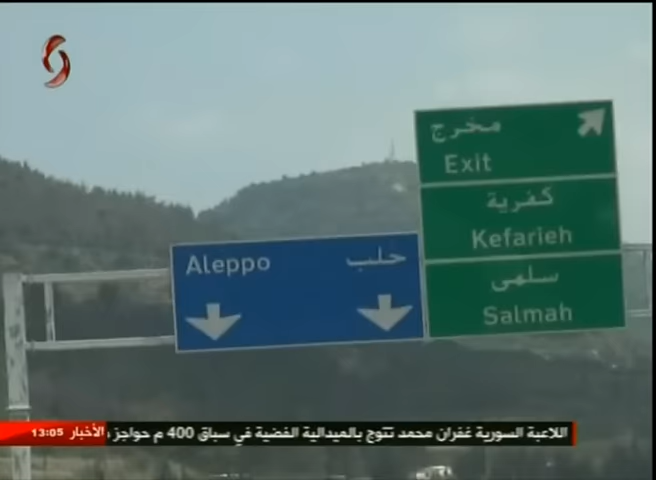 مخرج
Exit
كفرية
Kefarieh
سلمى
Salmah
Aleppo حلب
13:05 الأخبار
اللاعبة السورية غفران محمد تتوج بالميدالية الفضية في سباق 400 م حواجز